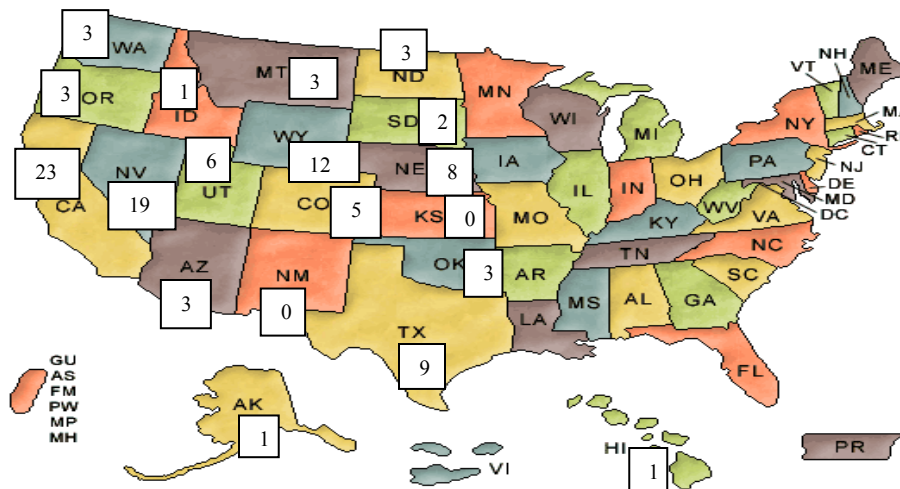 3
WA
3
ND
NH
VT
ME
MT
3
MN
3
OR
1
ID
SD
2
WI
MI
NY
MA
RI
CT
WY
IA
PA
NJ
23
6
12
NE
8
NV
UT
IL
IN
OH
DE
MD
DC
WV
CA
19
CO
5
KS
0
MO
KY
VA
AZ
NM
OK
3
AR
TN
NC
SC
3
0
TX
LA
MS
AL
GA
9
FL
GU
AS
FM
PW
MP
MH
AK
1
VI
HI
1
PR